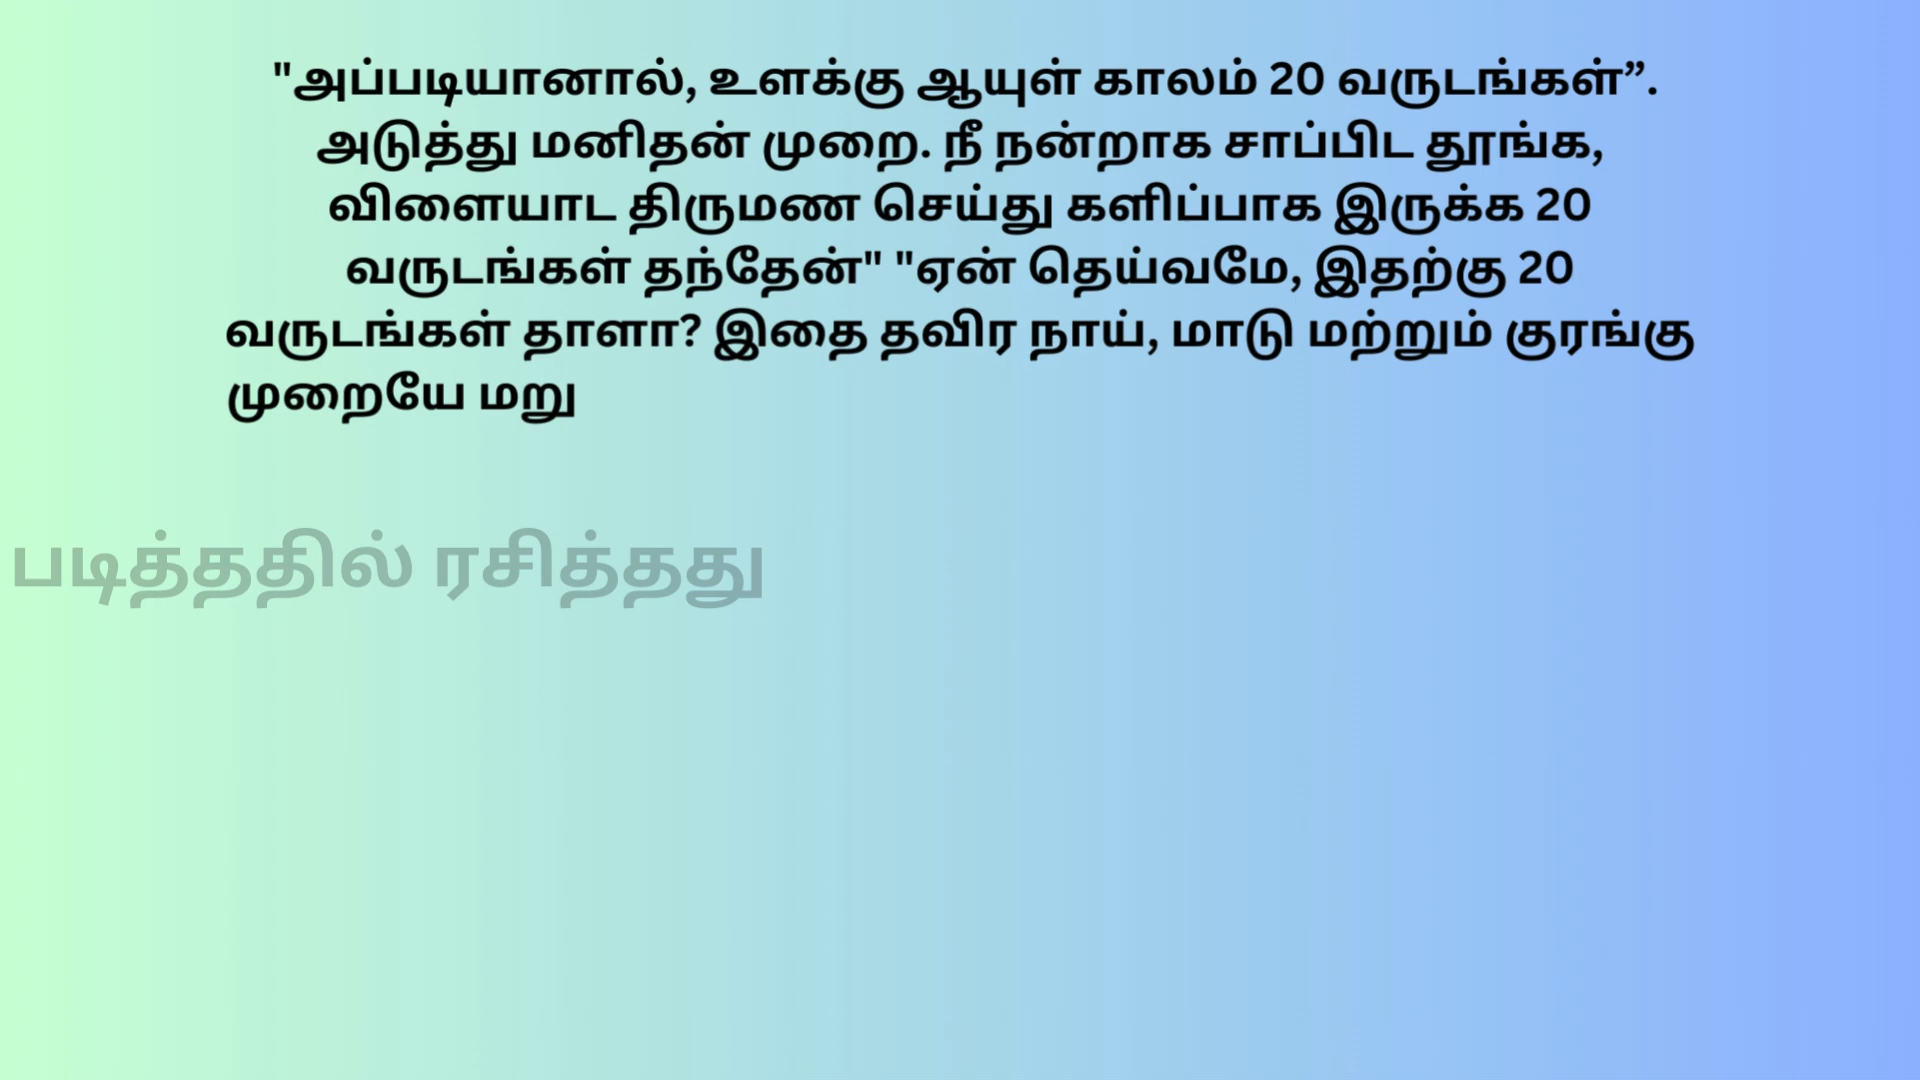 "அப்படியானால், உளக்கு ஆயுள் காலம் 20 வருடங்கள்”.
அடுத்து மனிதன் முறை. நீ நன்றாக சாப்பிட தூங்க,
விளையாட திருமண செய்து களிப்பாக இருக்க 20
வருடங்கள் தந்தேன்" "ஏன் தெய்வமே, இதற்கு 20
வருடங்கள் தாளா? இதை தவிர நாய், மாடு மற்றும் குரங்கு
முறையே மறு
படித்ததில் ரசித்தது